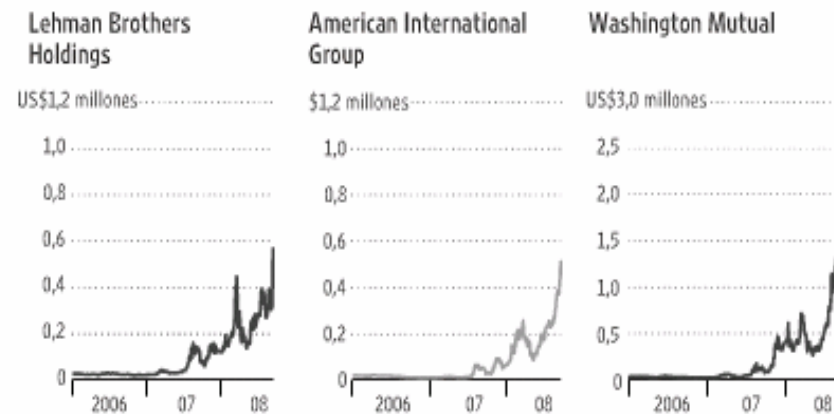 Lehman Brothers
Holdings
US$1,2 millones
1,0
0,8
0,6
0,4
0,2
0
2006 07 08
American International
Group
$1,2 millones
1,0
0,8
0,6
0,4
0,2
0
2006 07 08
Washington Mutual
US$3,0 millones
2,5
2,0
1,5
1,0
0,5
0
2006 07 08